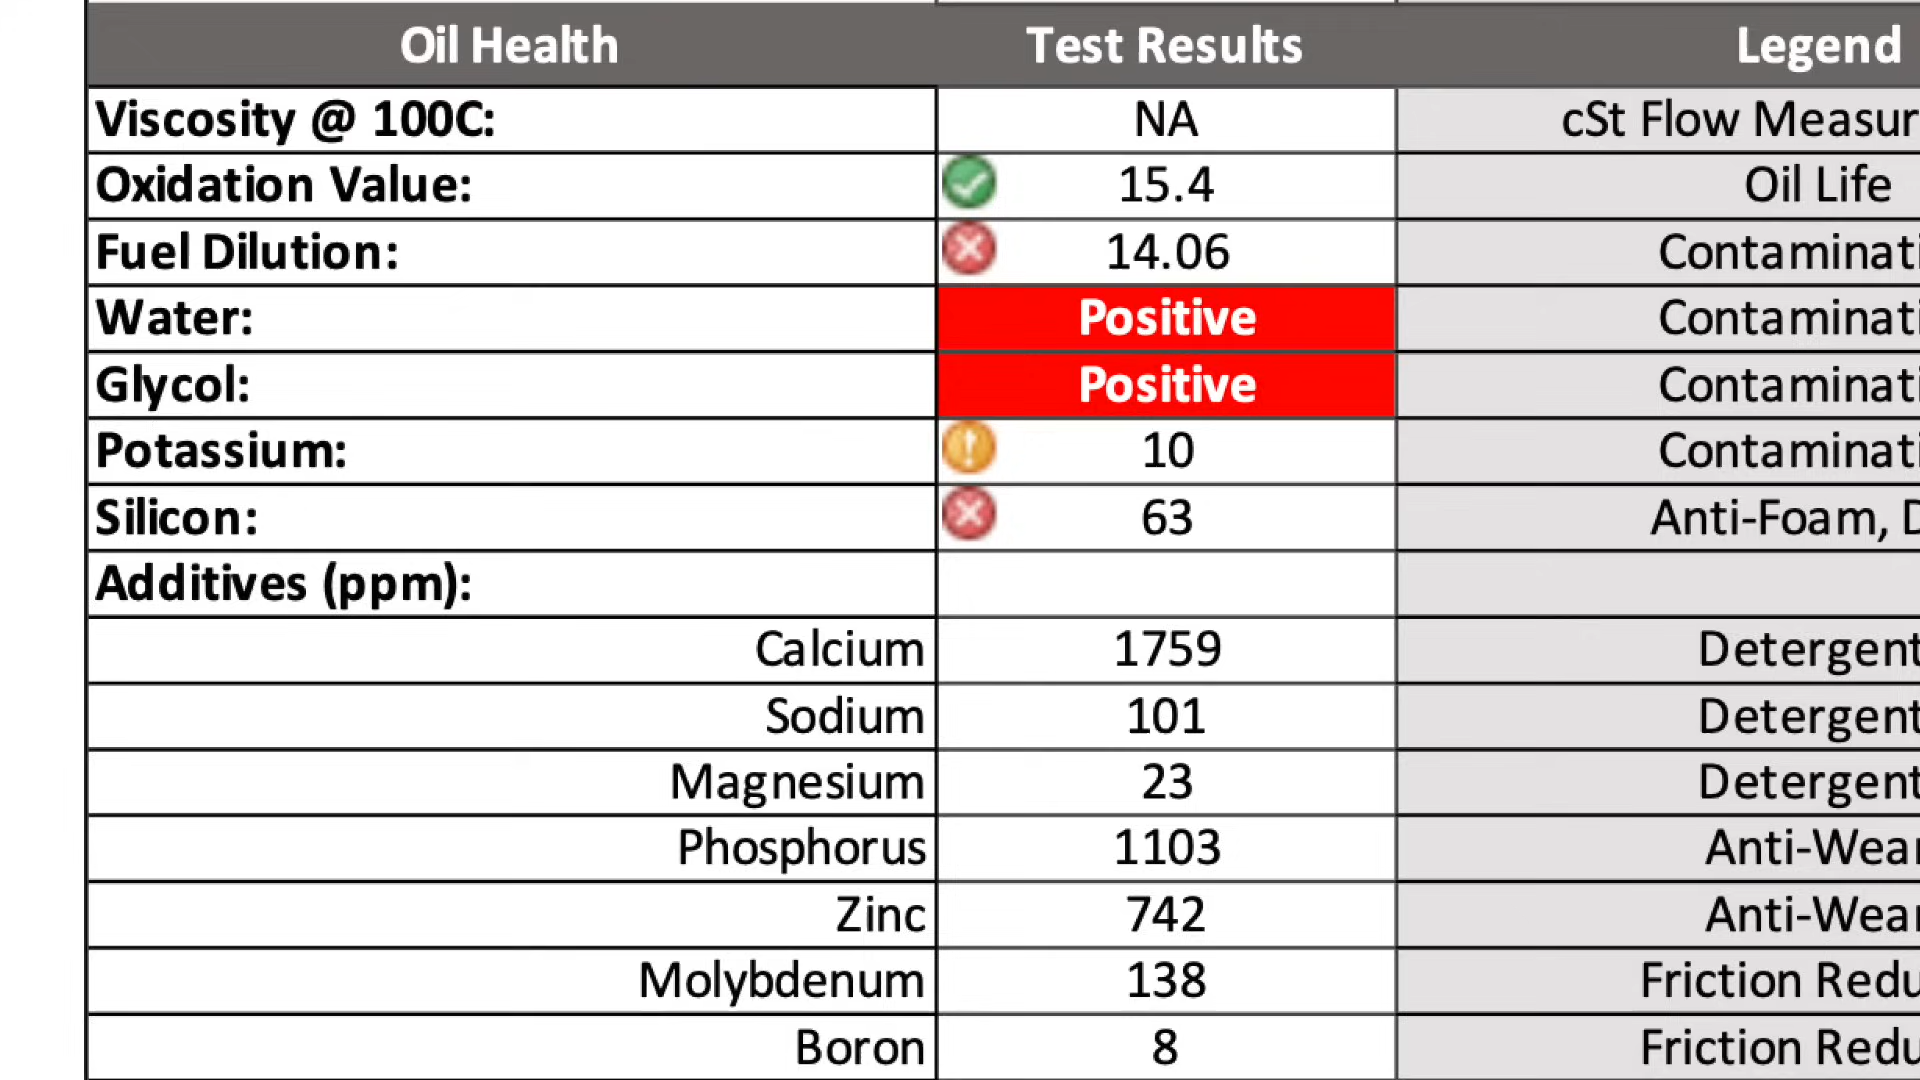 Oil Health Test Results Legend
Viscosity @ 100C: NA cSt Flow Measur
Oxidation Value: 15.4 Oil Life
Fuel Dilution: 14.06 Contaminati
Water: Positive Contaminati
Glycol: Positive Contaminati
Potassium: 10 Contaminati
Silicon: 63 Anti-Foam, D
Additives (ppm):
Calcium 1759 Detergent
Sodium 101 Detergent
Magnesium 23 Detergent
Phosphorus 1103 Anti-Wear
Zinc 742 Anti-Wear
Molybdenum 138 Friction Redu
Boron 8 Friction Redu